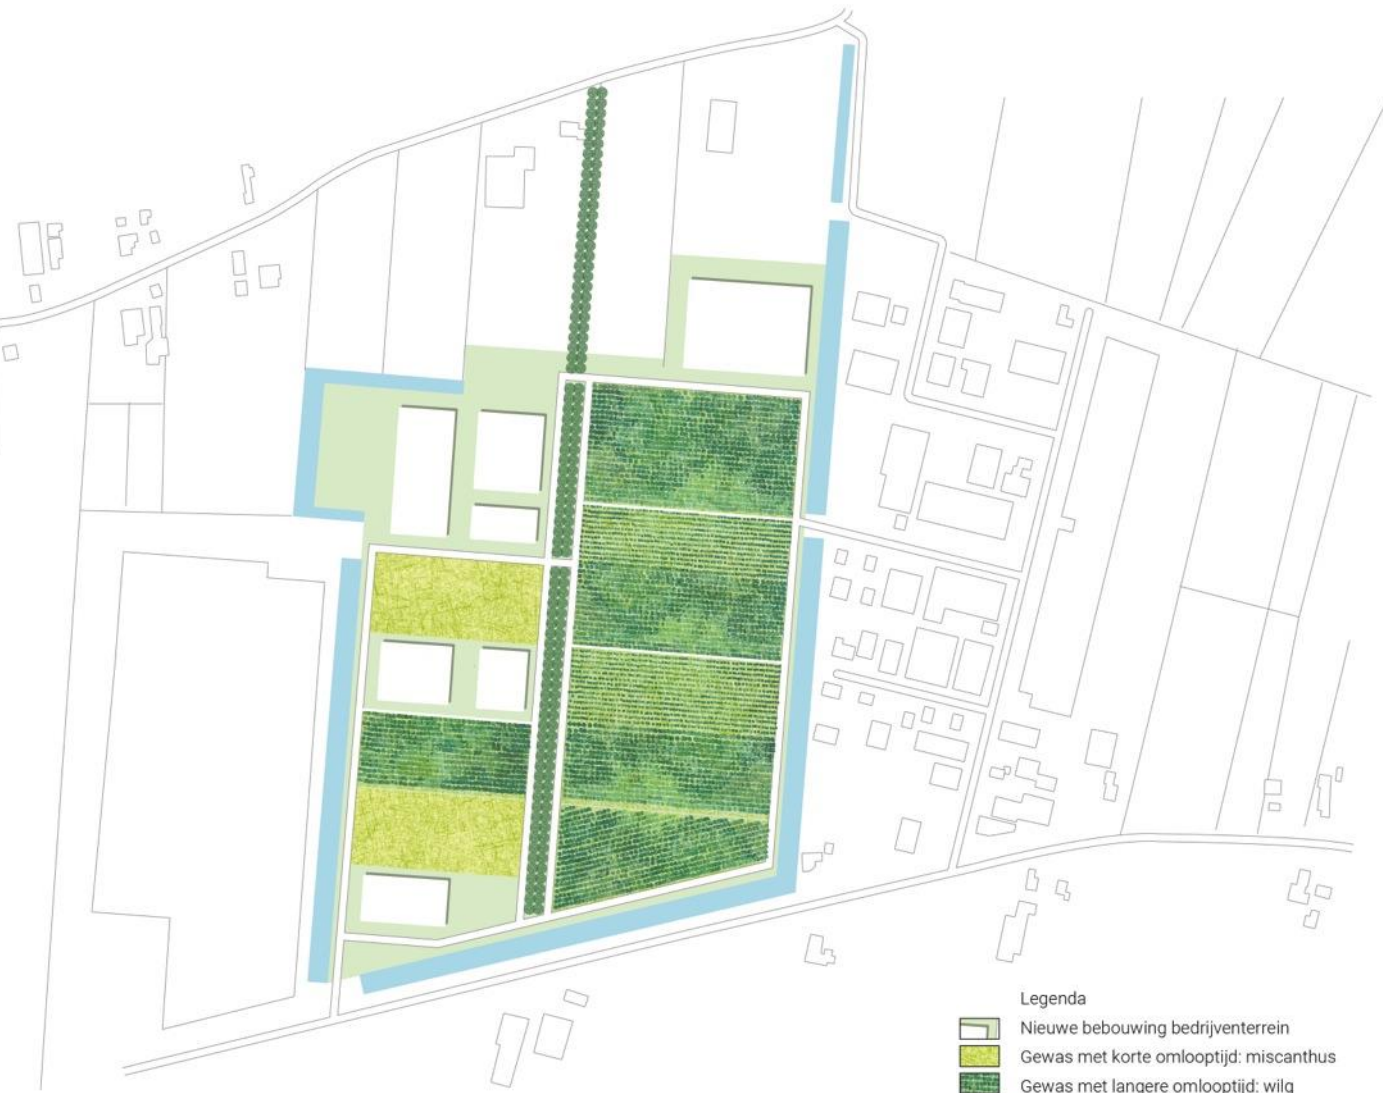 Legenda
Nieuwe bebouwing bedrijventerrein
Gewas met korte omlooptijd: miscanthus
Gewas met langere omlooptijd: wilg